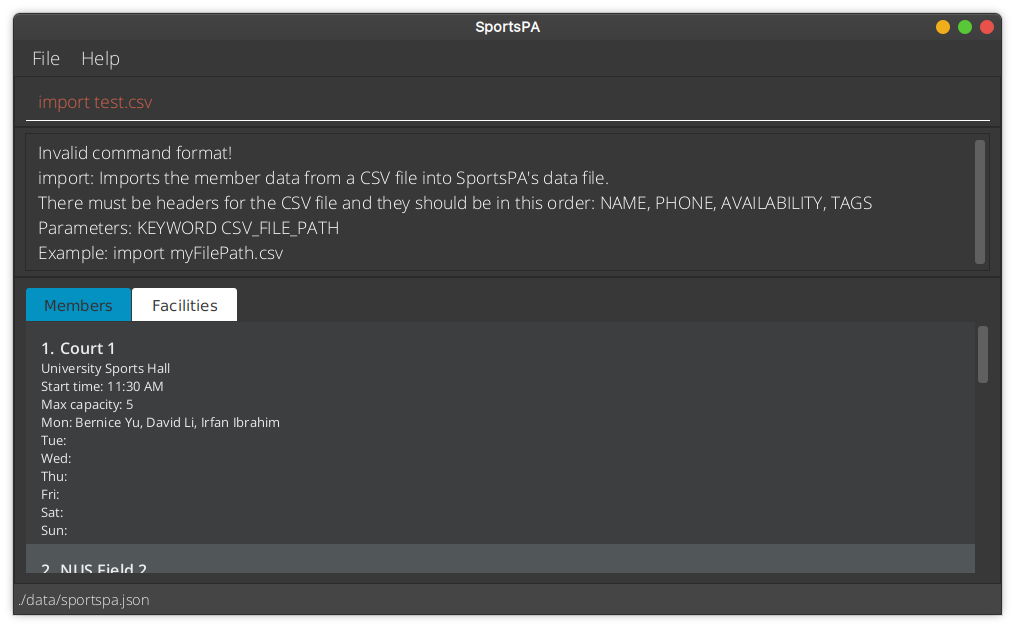 SportsPA
File Help
import test.csv
Invalid command format!
import: Imports the member data from a CSV file into SportsPA's data file.
There must be headers for the CSV file and they should be in this order: NAME, PHONE, AVAILABILITY, TAGS
Parameters: KEYWORD CSV_FILE_PATH
Example: import myFilePath.csv
Members Facilities
1. Court 1
University Sports Hall
Start time: 11:30 AM
Max capacity: 5
Mon: Bernice Yu, David Li, Irfan Ibrahim
Tue:
Wed:
Thu:
Fri:
Sat:
Sun:
2. NUS Field 2
./data/sportspa.json